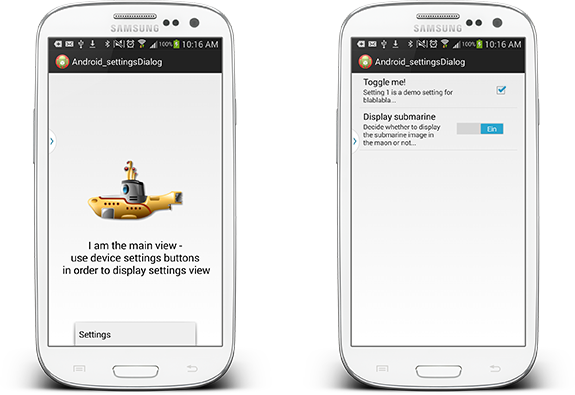 SAMSUNG
100% 10:16 AM
Android_settingsDialog
I am the main view -
use device settings buttons
in order to display settings view
Settings
SAMSUNG
100% 10:16 AM
Android_settingsDialog
Toggle me!
Setting 1 is a demo setting for
blablabla...
Display submarine
Decide whether to display
the submarine image in
the maon or not...
Ein